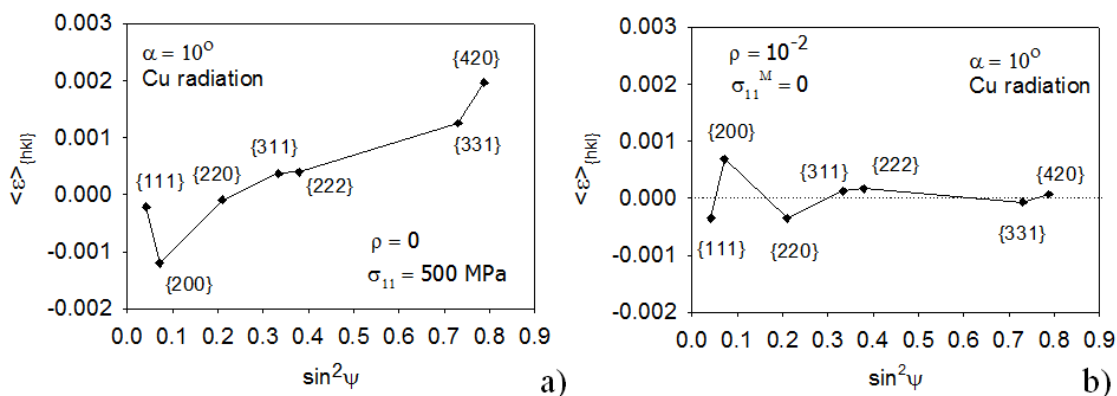 0.003
0.002
0.001
0.000
-0.001
-0.002
<ε>{hkl}
α = 10°
Cu radiation
{111}
{200}
{220}
{311}
{222}
{331}
{420}
ρ = 0
σ₁₁ = 500 MPa
0.0 0.1 0.2 0.3 0.4 0.5 0.6 0.7 0.8 0.9
sin²ψ
a)
0.003
0.002
0.001
0.000
-0.001
-0.002
<ε>{hkl}
ρ = 10⁻²
σ₁₁ᴹ = 0
α = 10°
Cu radiation
{200}
{111}
{220}
{311}
{222}
{331}
{420}
0.0 0.1 0.2 0.3 0.4 0.5 0.6 0.7 0.8 0.9
sin²ψ
b)